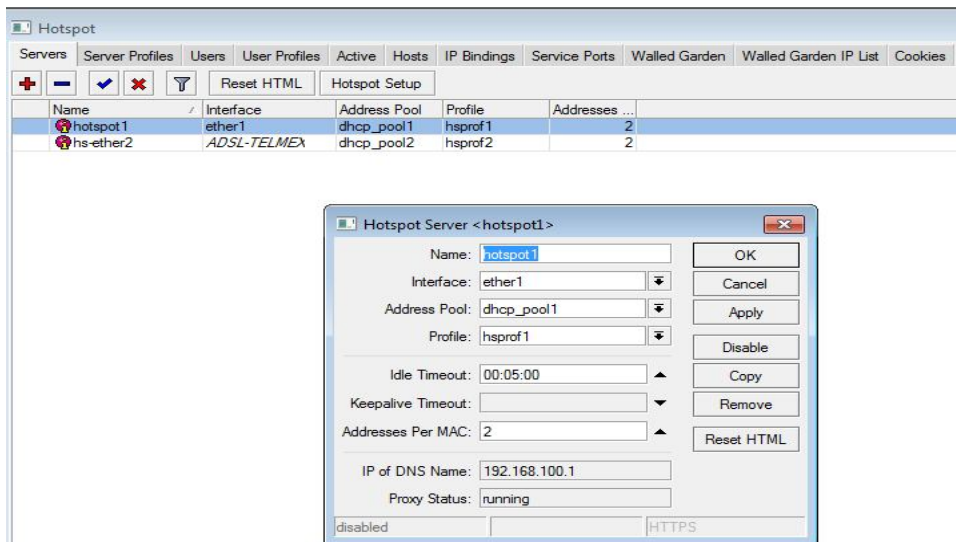 Hotspot
Servers Server Profiles Users User Profiles Active Hosts IP Bindings Service Ports Walled Garden Walled Garden IP List Cookies
Reset HTML Hotspot Setup
Name Interface Address Pool Profile Addresses ...
hotspot1 ether1 dhcp_pool1 hsprof1 2
hs-ether2 ADSL-TELMEX dhcp_pool2 hsprof2 2
Hotspot Server <hotspot1>
Name: hotspot1 OK
Interface: ether1 Cancel
Address Pool: dhcp_pool1 Apply
Profile: hsprof1
Disable
Idle Timeout: 00:05:00 Copy
Keepalive Timeout: Remove
Addresses Per MAC: 2 Reset HTML
IP of DNS Name: 192.168.100.1
Proxy Status: running
disabled HTTPS